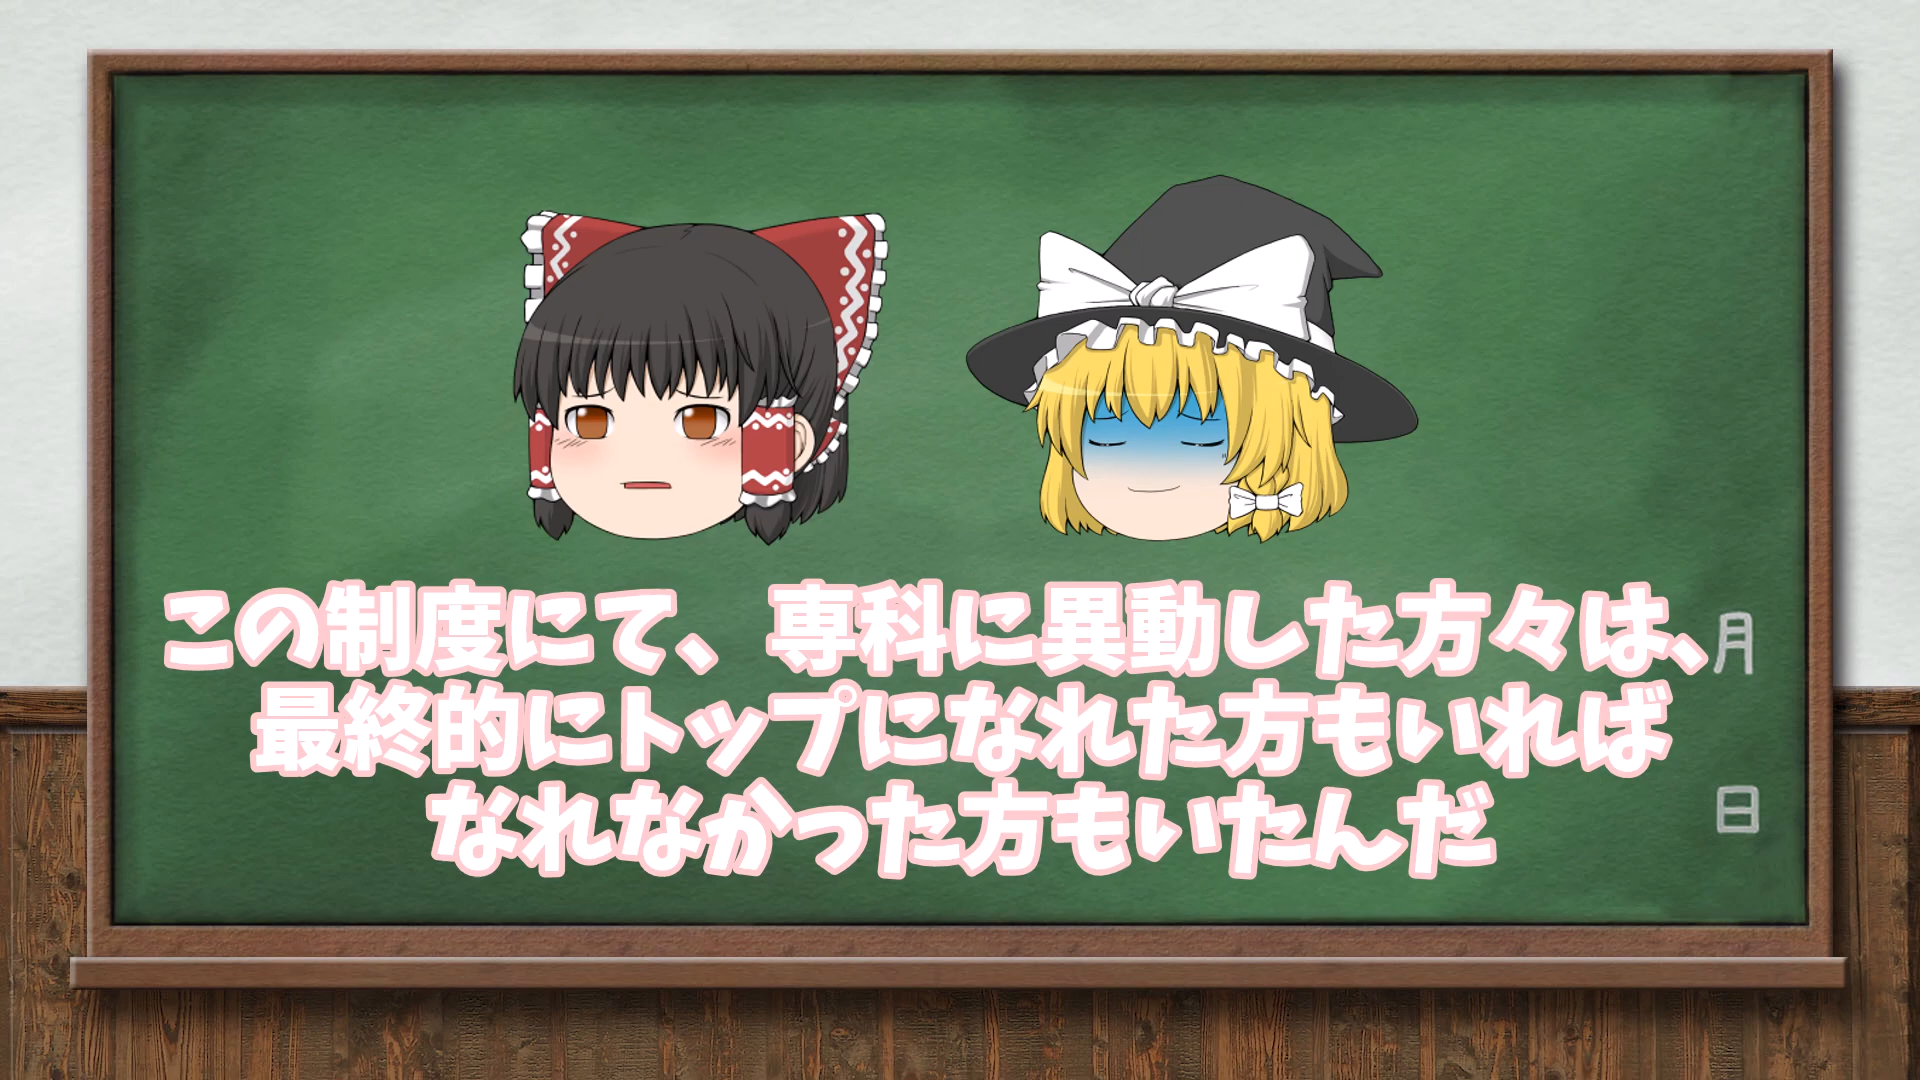 この制度にて、専科に異動した方々は、
最終的にトップになれた方もいれば
なれなかった方もいたんだ
月
日